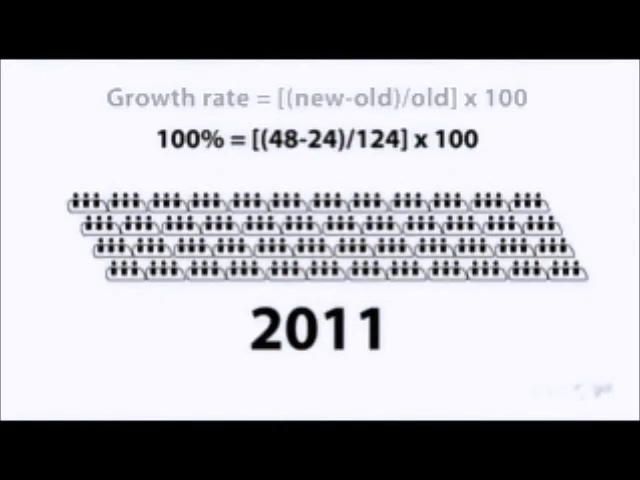 Growth rate = [(new-old)/old] x 100
100% = [(48-24)/124] x 100
2011